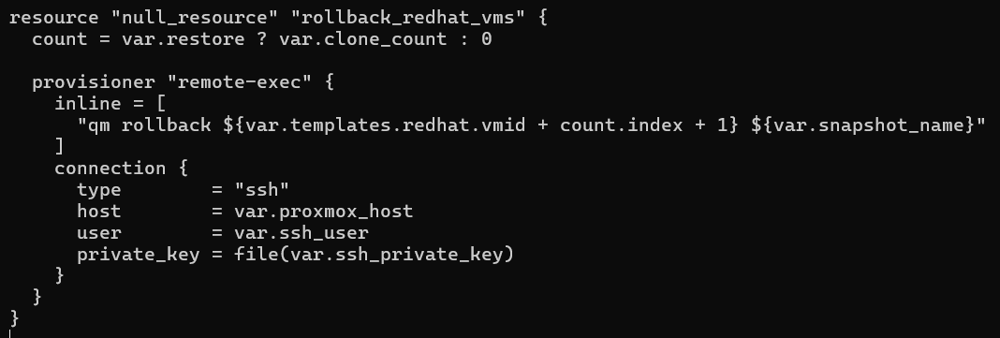 resource "null_resource" "rollback_redhat_vms" {
  count = var.restore ? var.clone_count : 0

  provisioner "remote-exec" {
    inline = [
      "qm rollback ${var.templates.redhat.vmid + count.index + 1} ${var.snapshot_name}"
    ]
    connection {
      type        = "ssh"
      host        = var.proxmox_host
      user        = var.ssh_user
      private_key = file(var.ssh_private_key)
    }
  }
}